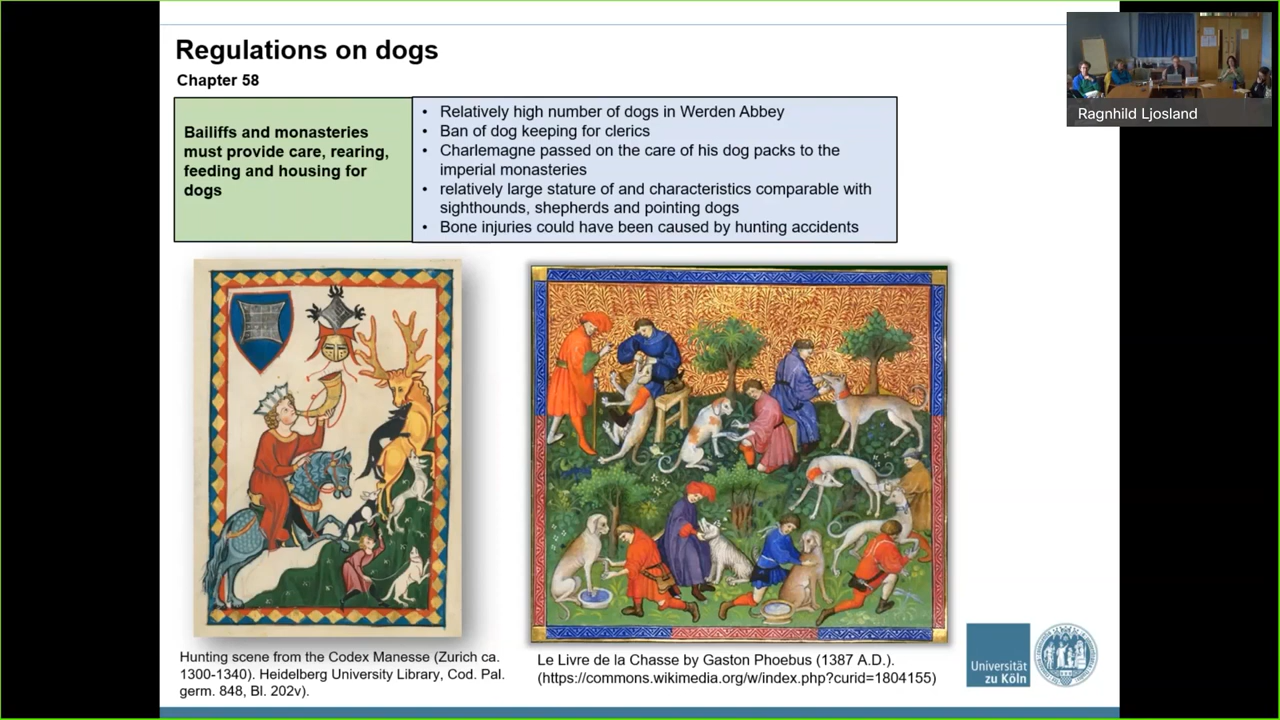 Regulations on dogs
Chapter 58
Bailiffs and monasteries
must provide care, rearing,
feeding and housing for
dogs
• Relatively high number of dogs in Werden Abbey
• Ban of dog keeping for clerics
• Charlemagne passed on the care of his dog packs to the
imperial monasteries
• relatively large stature of and characteristics comparable with
sighthounds, shepherds and pointing dogs
• Bone injuries could have been caused by hunting accidents
Ragnhild Ljosland
Hunting scene from the Codex Manesse (Zurich ca.
1300-1340). Heidelberg University Library, Cod. Pal.
germ. 848, Bl. 202v).
Le Livre de la Chasse by Gaston Phoebus (1387 A.D.).
(https://commons.wikimedia.org/w/index.php?curid=1804155)
Universität
zu Köln